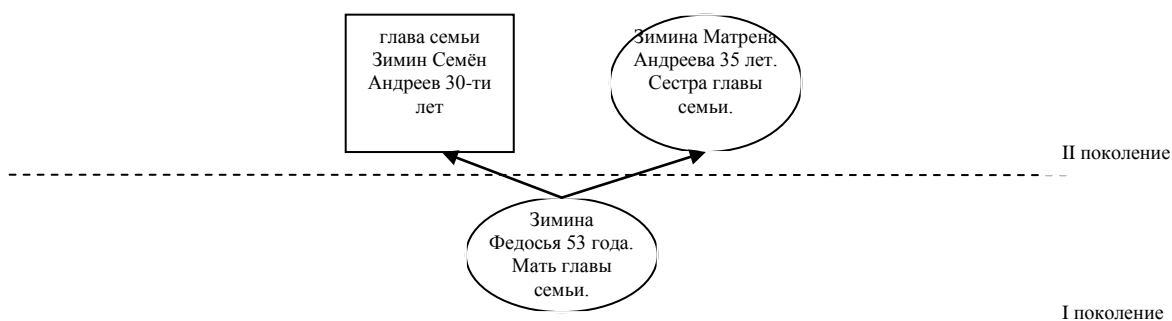 глава семьи
Зимин Семён
Андреев 30-ти
лет
Зимина Матрена
Андреева 35 лет.
Сестра главы
семьи.
II поколение
Зимина
Федосья 53 года.
Мать главы
семьи.
I поколение